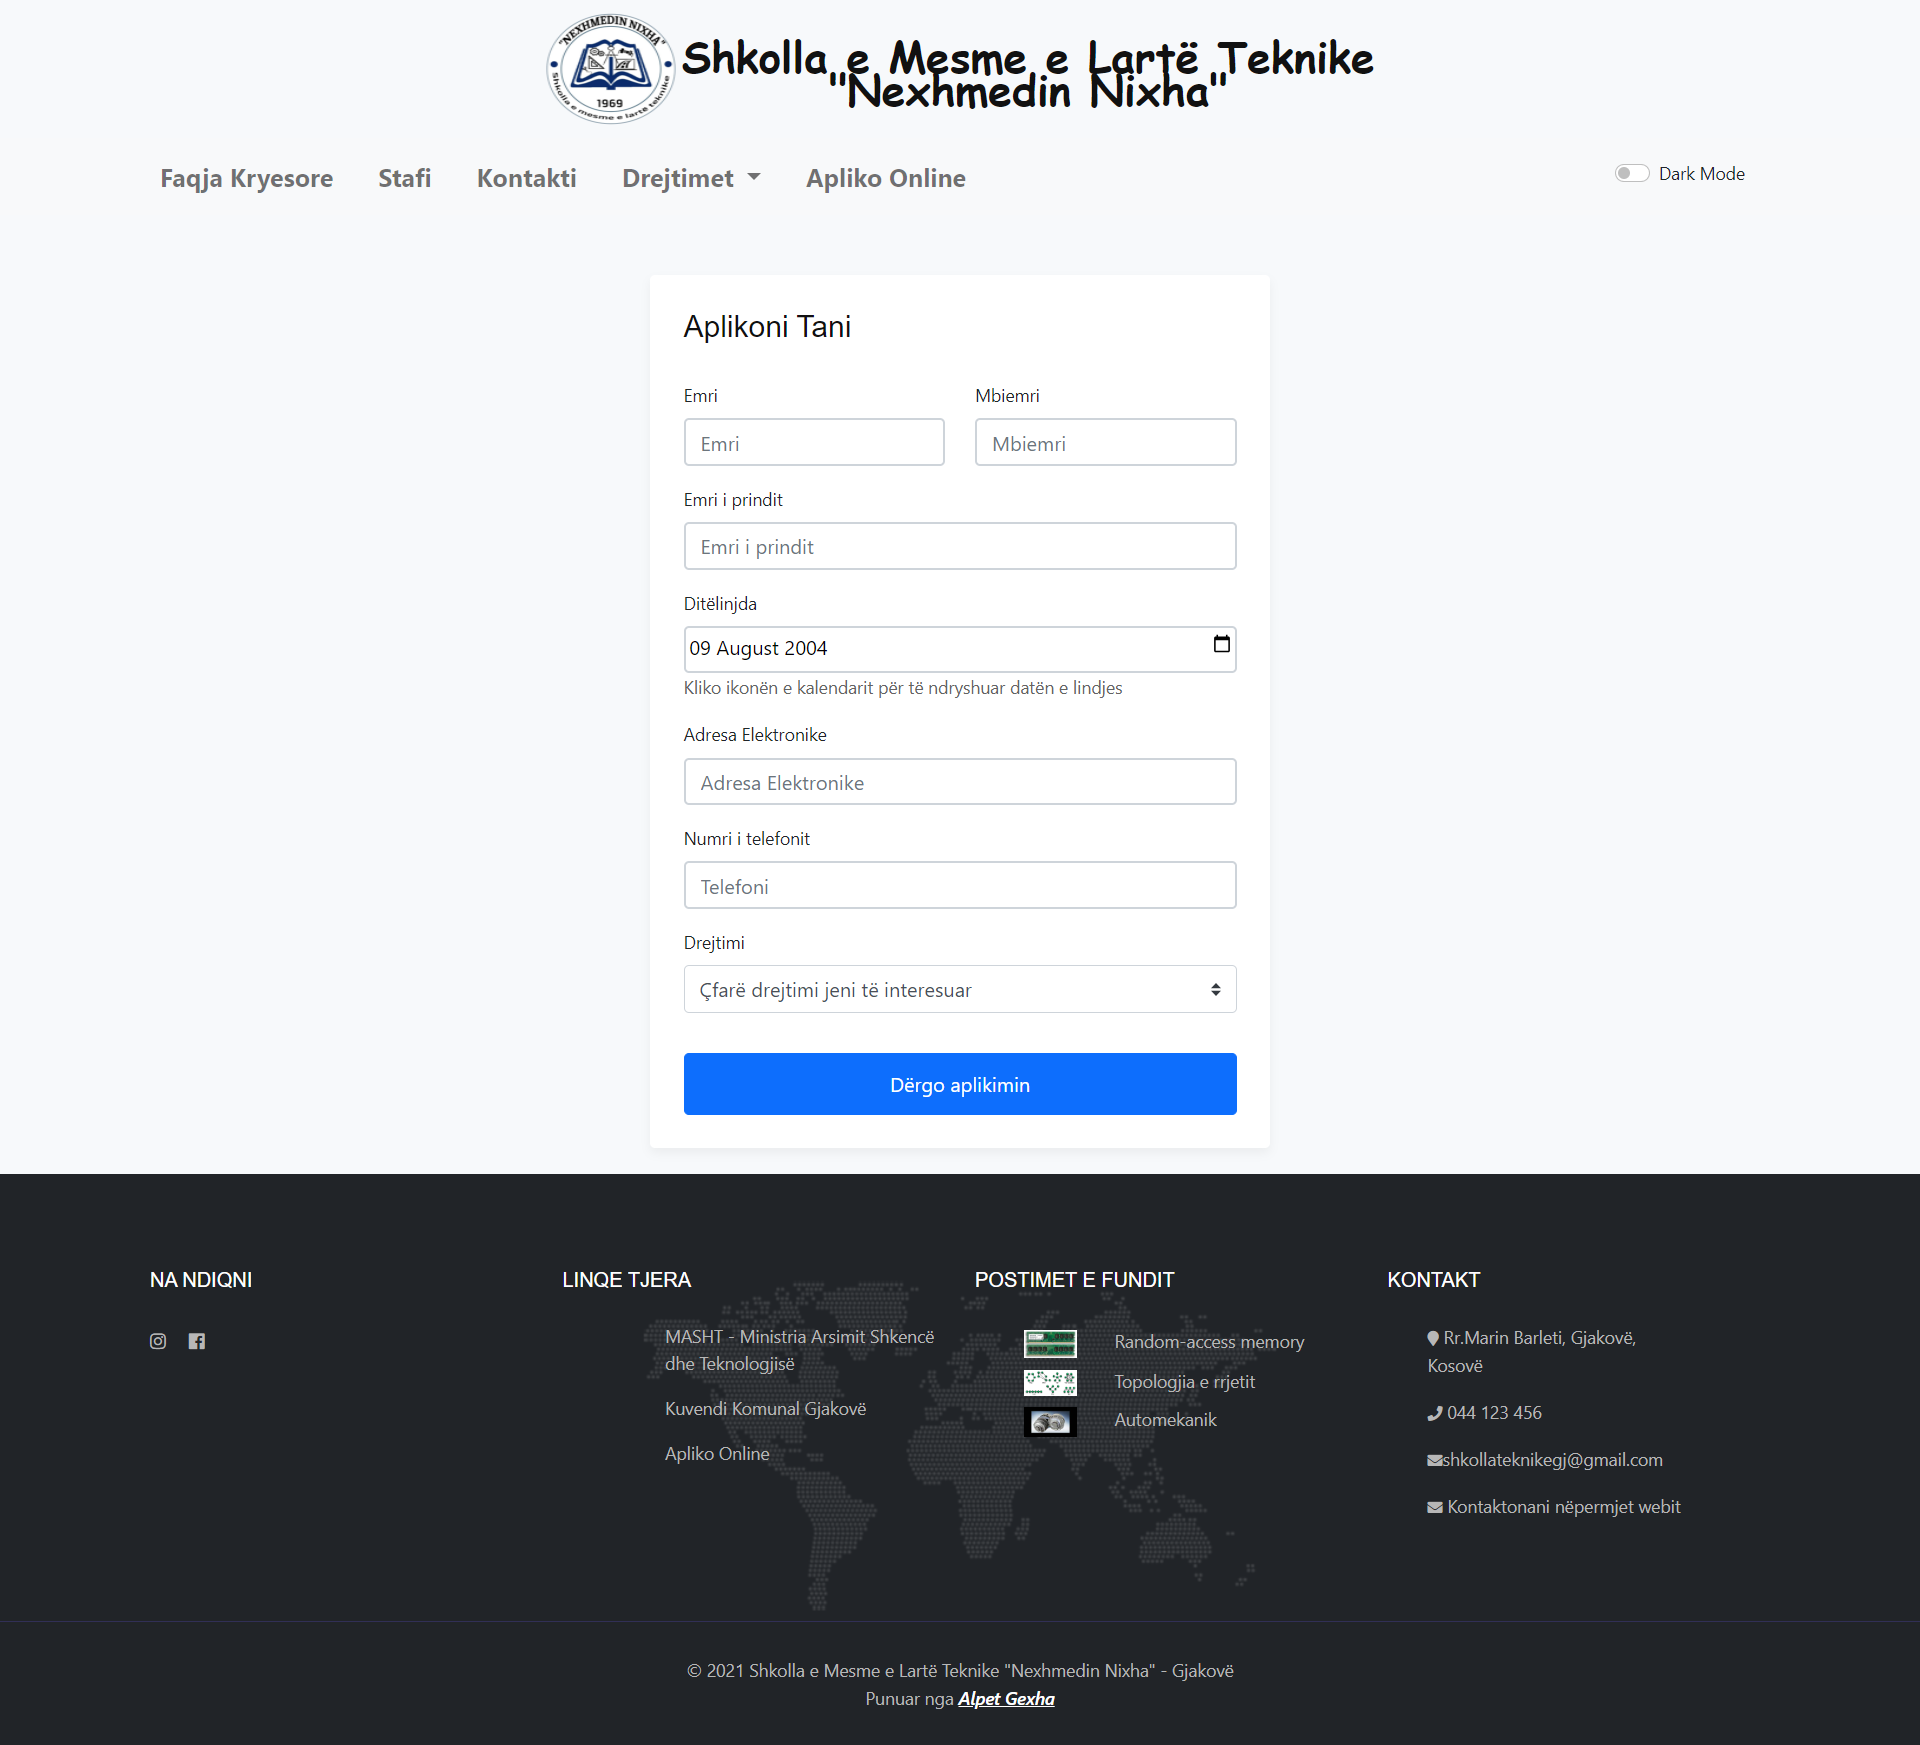 "NEXHMEDIN NIXHA"
1969
Shkolla e mesme e lartë teknike
Shkolla e Mesme e Lartë Teknike
"Nexhmedin Nixha"
Faqja Kryesore
Stafi
Kontakti
Drejtimet
Apliko Online
Dark Mode
Aplikoni Tani
Emri
Mbiemri
Emri
Mbiemri
Emri i prindit
Emri i prindit
Ditëlinjda
09 August 2004
Kliko ikonën e kalendarit për të ndryshuar datën e lindjes
Adresa Elektronike
Adresa Elektronike
Numri i telefonit
Telefoni
Drejtimi
Çfarë drejtimi jeni të interesuar
Dërgo aplikimin
NA NDIQNI
LINQE TJERA
MASHT - Ministria Arsimit Shkencë
dhe Teknologjisë
Kuvendi Komunal Gjakovë
Apliko Online
POSTIMET E FUNDIT
Random-access memory
Topologjia e rrjetit
Automekanik
KONTAKT
Rr.Marin Barleti, Gjakovë,
Kosovë
044 123 456
shkollateknikegj@gmail.com
Kontaktonani nëpermjet webit
© 2021 Shkolla e Mesme e Lartë Teknike "Nexhmedin Nixha" - Gjakovë
Punuar nga Alpet Gexha